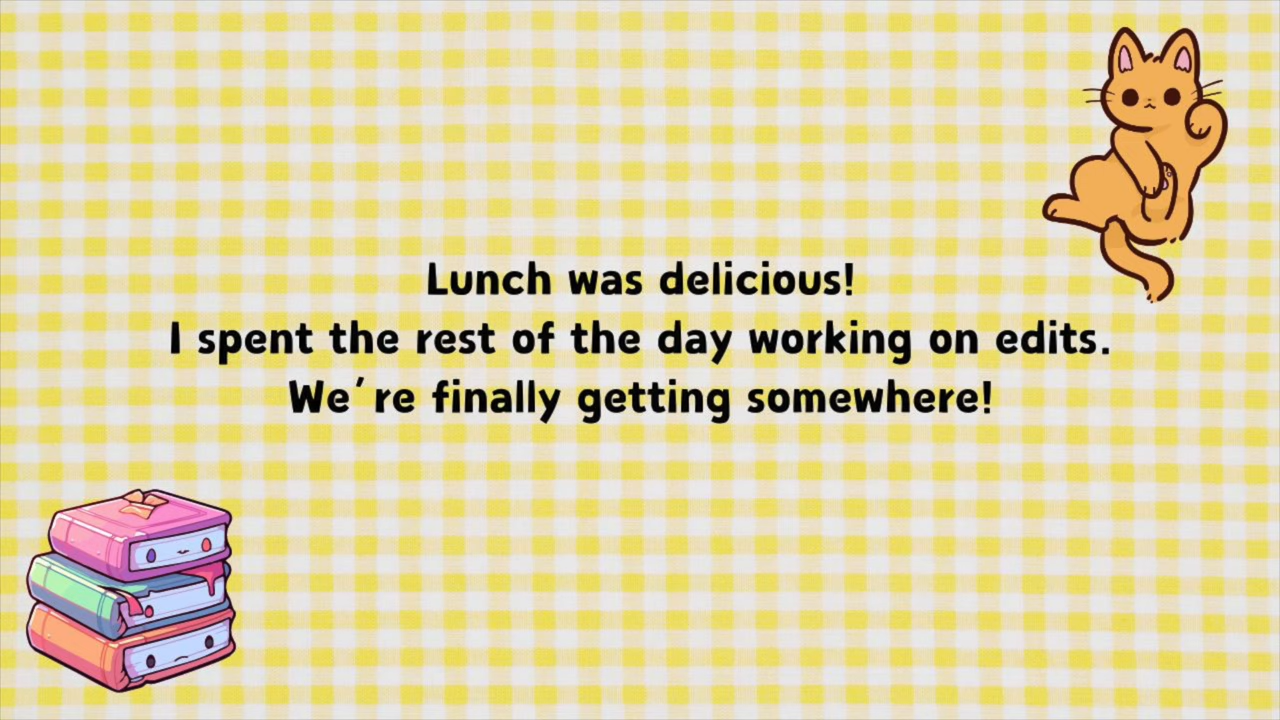 Lunch was delicious!
I spent the rest of the day working on edits.
We're finally getting somewhere!